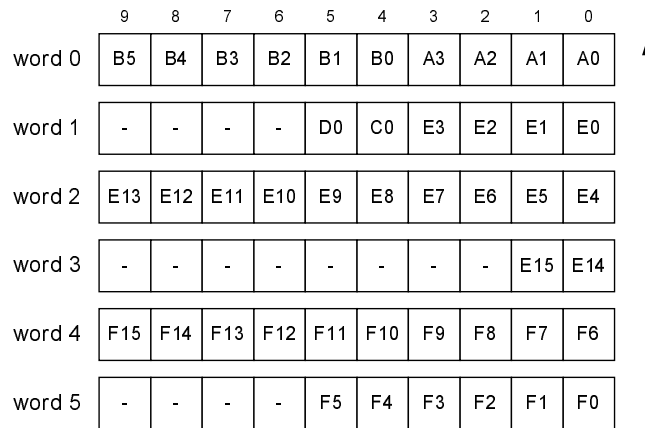 9 8 7 6 5 4 3 2 1 0
word 0 B5 B4 B3 B2 B1 B0 A3 A2 A1 A0
word 1 - - - - D0 C0 E3 E2 E1 E0
word 2 E13 E12 E11 E10 E9 E8 E7 E6 E5 E4
word 3 - - - - - - - - E15 E14
word 4 F15 F14 F13 F12 F11 F10 F9 F8 F7 F6
word 5 - - - - F5 F4 F3 F2 F1 F0